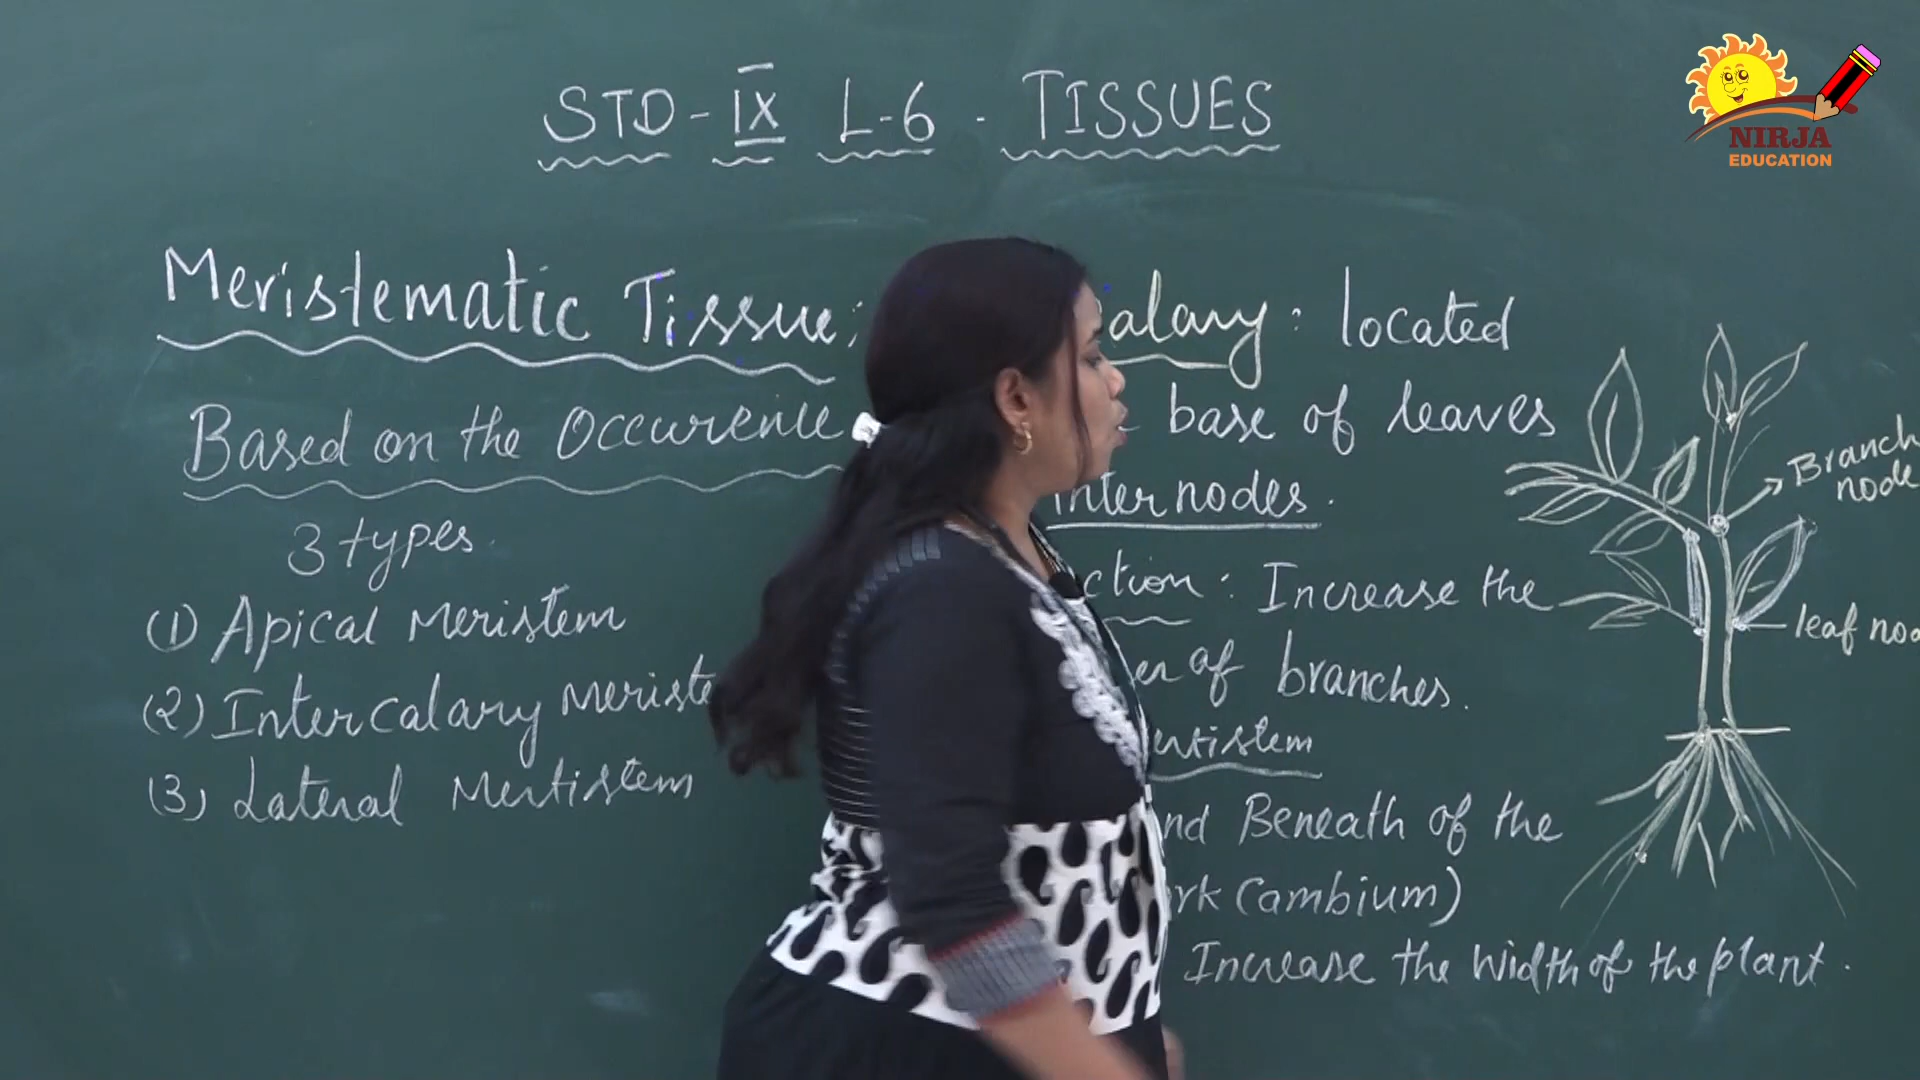 STD - IX L-6 - TISSUES
NIRJA
EDUCATION
Meristematic Tissue:
Based on the Occurence
3 types.
(1) Apical Meristem
(2) Intercalary Meriste
(3) Lateral Meristem
alary: located
base of leaves
internodes.
ction: Increase the
er of branches.
eristem
nd Beneath of the
rk Cambium)
Increase the width of the plant.
Branch
node
leaf no